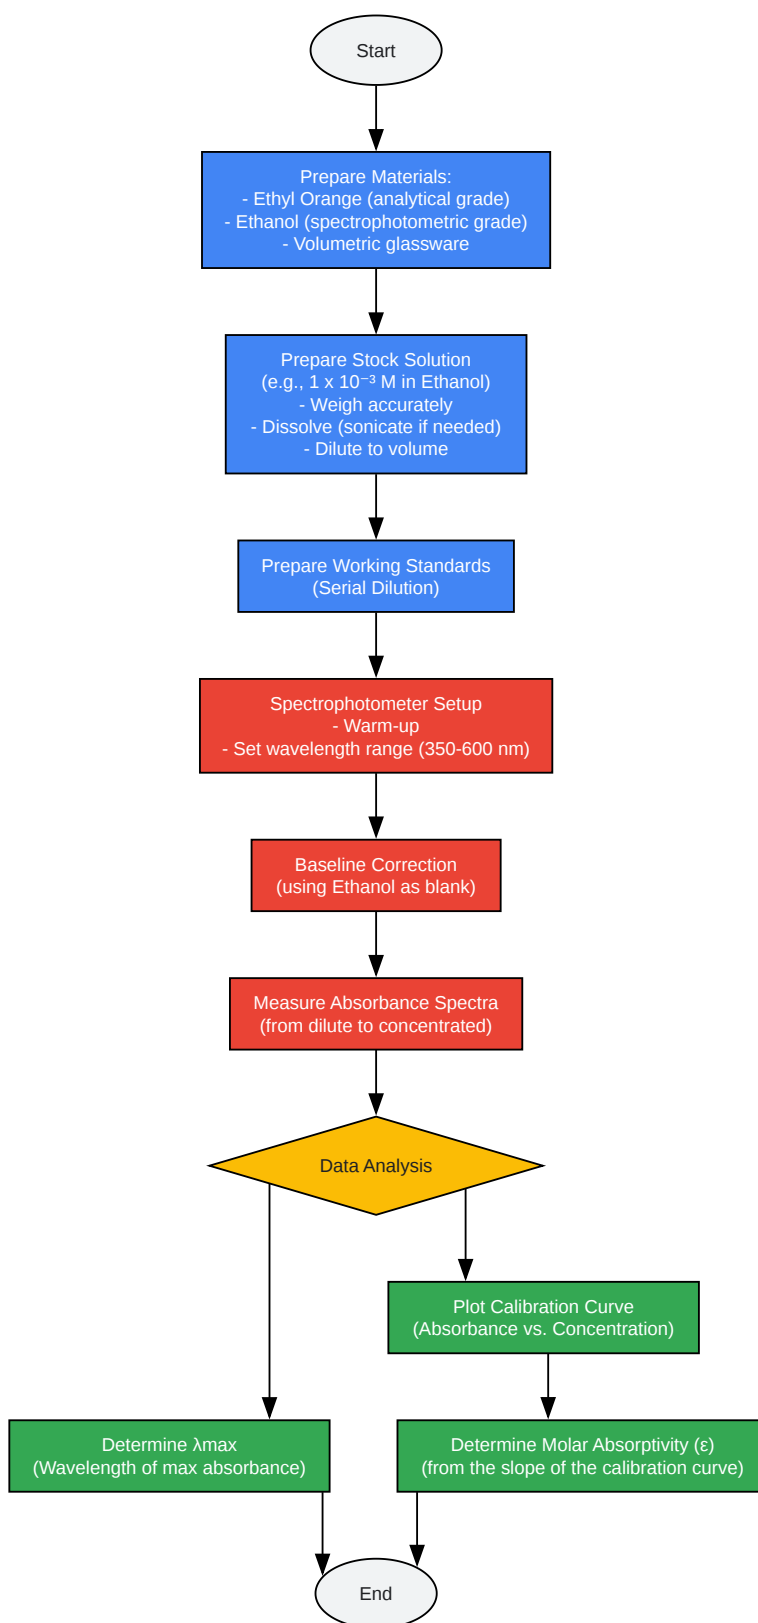 Start
Prepare Materials:
- Ethyl Orange (analytical grade)
- Ethanol (spectrophotometric grade)
- Volumetric glassware
Prepare Stock Solution
(e.g., 1 x 10⁻³ M in Ethanol)
- Weigh accurately
- Dissolve (sonicate if needed)
- Dilute to volume
Prepare Working Standards
(Serial Dilution)
Spectrophotometer Setup
- Warm-up
- Set wavelength range (350-600 nm)
Baseline Correction
(using Ethanol as blank)
Measure Absorbance Spectra
(from dilute to concentrated)
Data Analysis
Plot Calibration Curve
(Absorbance vs. Concentration)
Determine λmax
(Wavelength of max absorbance)
Determine Molar Absorptivity (ε)
(from the slope of the calibration curve)
End